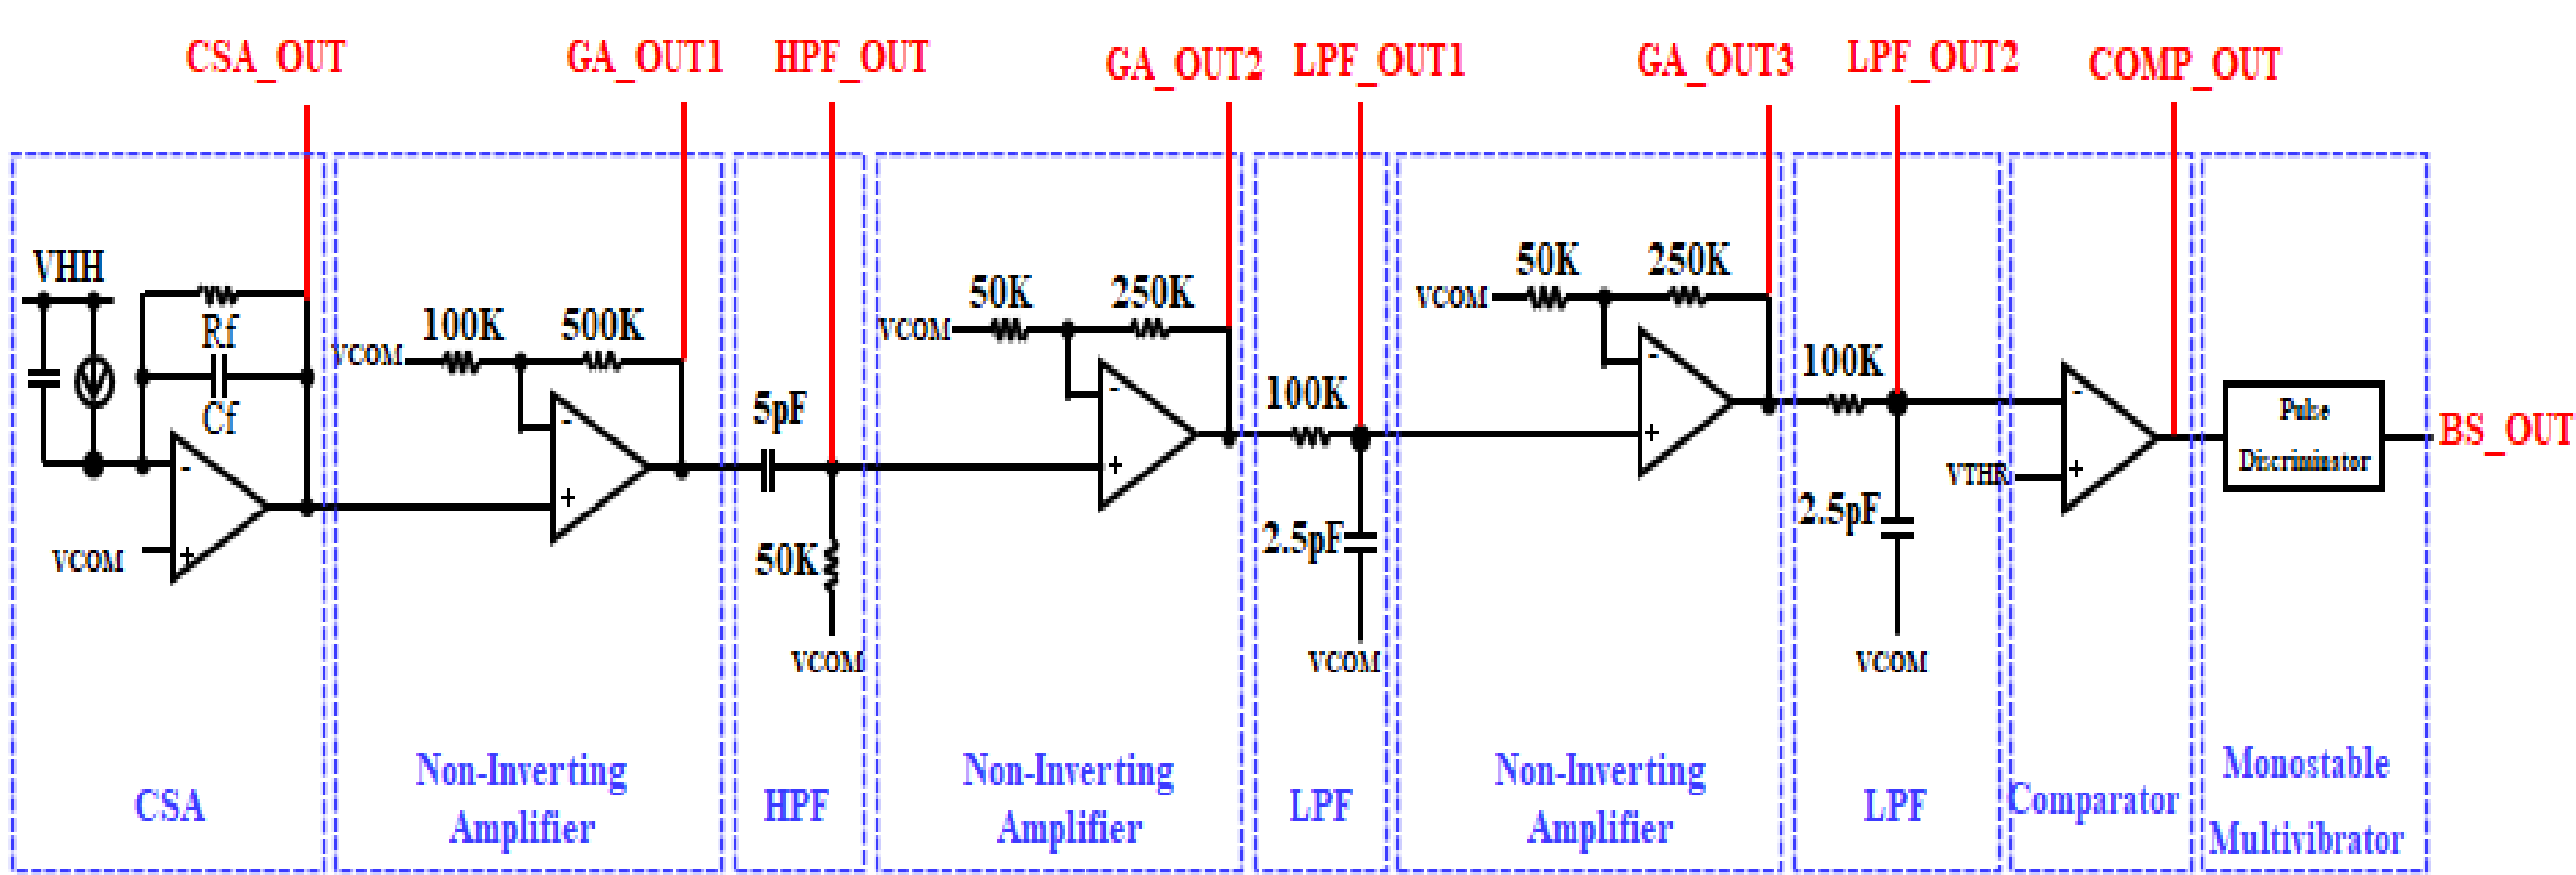 CSA_OUT
GA_OUT1
HPF_OUT
GA_OUT2
LPF_OUT1
GA_OUT3
LPF_OUT2
COMP_OUT
VHH
Rf
Cf
-
+
VCOM
CSA
100K
500K
VCOM
-
+
Non-Inverting
Amplifier
5pF
50K
VCOM
HPF
50K
250K
VCOM
-
+
Non-Inverting
Amplifier
100K
2.5pF
VCOM
LPF
50K
250K
VCOM
-
+
Non-Inverting
Amplifier
100K
2.5pF
VCOM
LPF
-
+
VTHR
Comparator
Pulse
Discriminator
BS_OUT
Monostable
Multivibrator